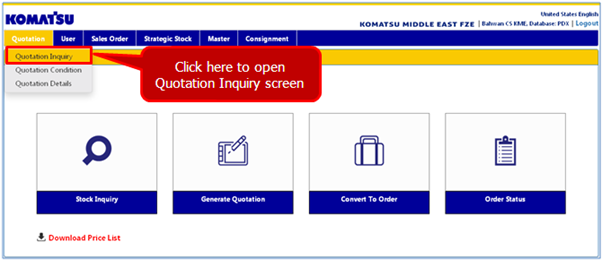 KOMATSU
United States English
KOMATSU MIDDLE EAST FZE | Bahwan CS KME, Database: PDX | Logout
Quotation User Sales Order Strategic Stock Master Consignment
Quotation Inquiry
Quotation Condition
Quotation Details
Click here to open
Quotation Inquiry screen
Stock Inquiry Generate Quotation Convert To Order Order Status
Download Price List